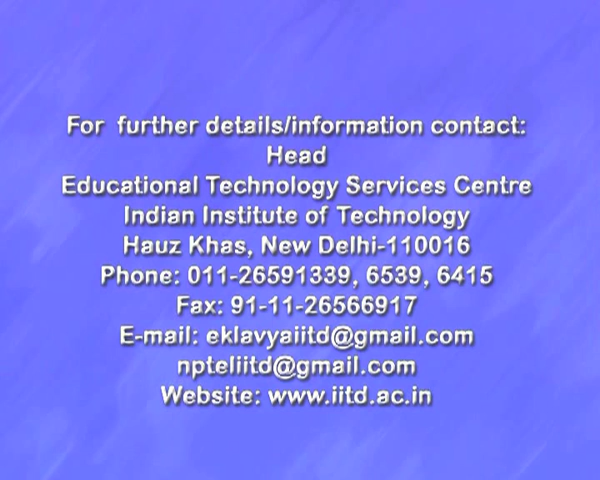 For  further details/information contact:
Head
Educational Technology Services Centre
Indian Institute of Technology
Hauz Khas, New Delhi-110016
Phone: 011-26591339, 6539, 6415
Fax: 91-11-26566917
E-mail: eklavyaiitd@gmail.com
npteliitd@gmail.com
Website: www.iitd.ac.in